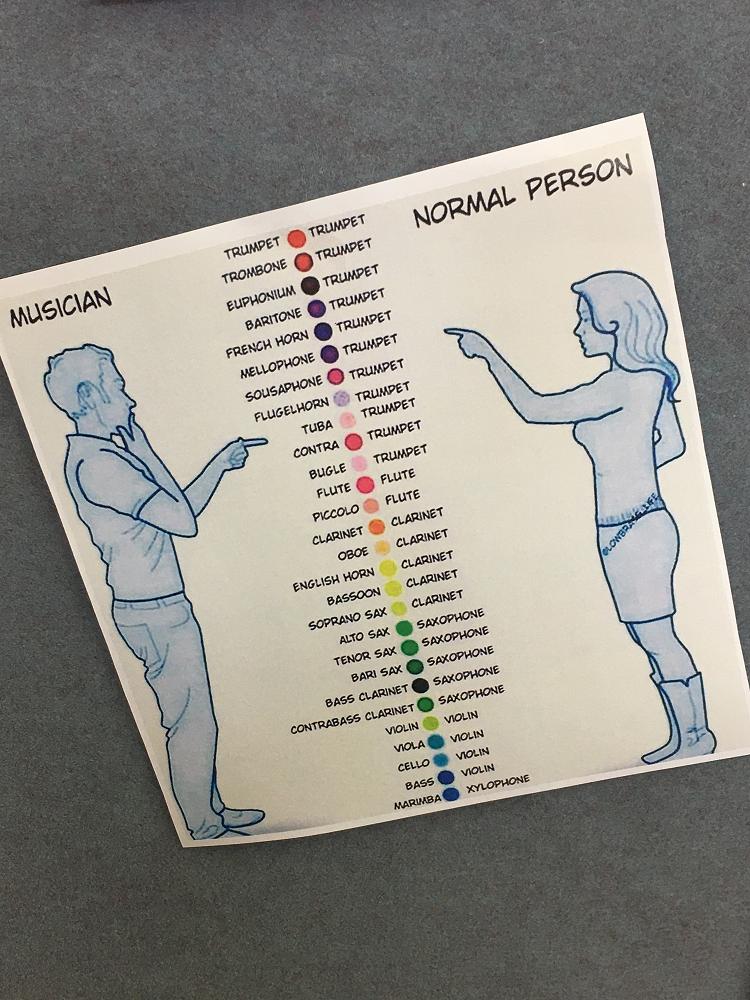 MUSICIAN
NORMAL PERSON
TRUMPET TRUMPET
TROMBONE TRUMPET
EUPHONIUM TRUMPET
BARITONE TRUMPET
FRENCH HORN TRUMPET
MELLOPHONE TRUMPET
SOUSAPHONE TRUMPET
FLUGELHORN TRUMPET
TUBA TRUMPET
CONTRA TRUMPET
BUGLE TRUMPET
FLUTE FLUTE
PICCOLO FLUTE
CLARINET CLARINET
OBOE CLARINET
ENGLISH HORN CLARINET
BASSOON CLARINET
SOPRANO SAX CLARINET
ALTO SAX SAXOPHONE
TENOR SAX SAXOPHONE
BARI SAX SAXOPHONE
BASS CLARINET SAXOPHONE
CONTRABASS CLARINET SAXOPHONE
VIOLIN VIOLIN
VIOLA VIOLIN
CELLO VIOLIN
BASS VIOLIN
MARIMBA XYLOPHONE
@LOWBRASS_LIFE